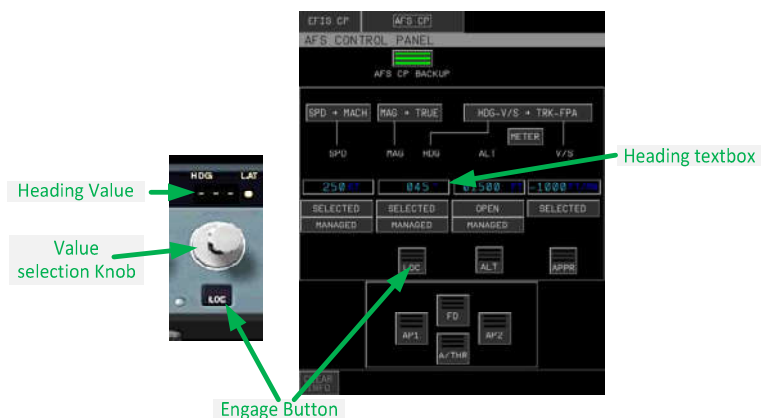 EFIS CP
AFS CP
AFS CONTROL PANEL
AFS CP BACKUP
SPD → MACH
MAG → TRUE
HDG-V/S → TRK-FPA
METER
SPD
MAG
HDG
ALT
V/S
Heading textbox
250
045
01500
-1000
SELECTED
SELECTED
OPEN
SELECTED
MANAGED
MANAGED
MANAGED
LOC
ALT
APPR
FD
AP1
AP2
A/THR
CLEAR
INFO
HDG
LAT
- - -
Heading Value
Value
selection Knob
LOC
Engage Button